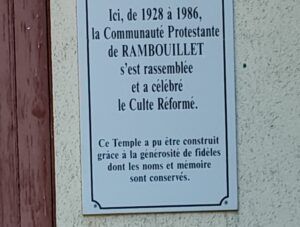 Ici, de 1928 à 1986,
la Communauté Protestante
de RAMBOUILLET
s'est rassemblée
et a célébré
le Culte Réformé.
Ce Temple a pu être construit
grâce à la générosité de fidèles
dont les noms et mémoire
sont conservés.